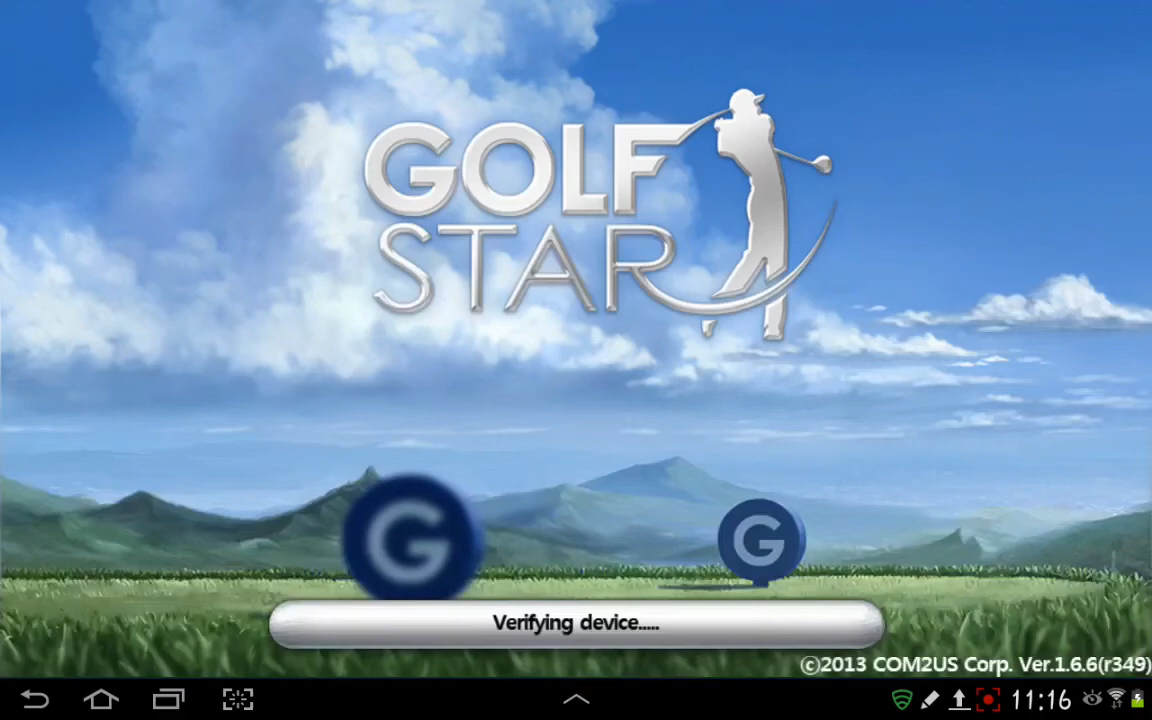 GOLF
STAR
G
G
Verifying device.....
©2013 COM2US Corp. Ver.1.6.6(r349)
11:16